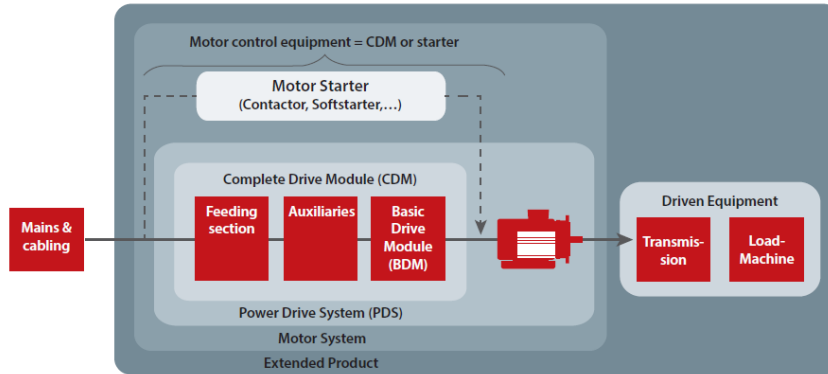 Motor control equipment = CDM or starter
Motor Starter
(Contactor, Softstarter,...)
Complete Drive Module (CDM)
Feeding
section
Auxiliaries
Basic
Drive
Module
(BDM)
Mains &
cabling
Driven Equipment
Transmis-
sion
Load-
Machine
Power Drive System (PDS)
Motor System
Extended Product